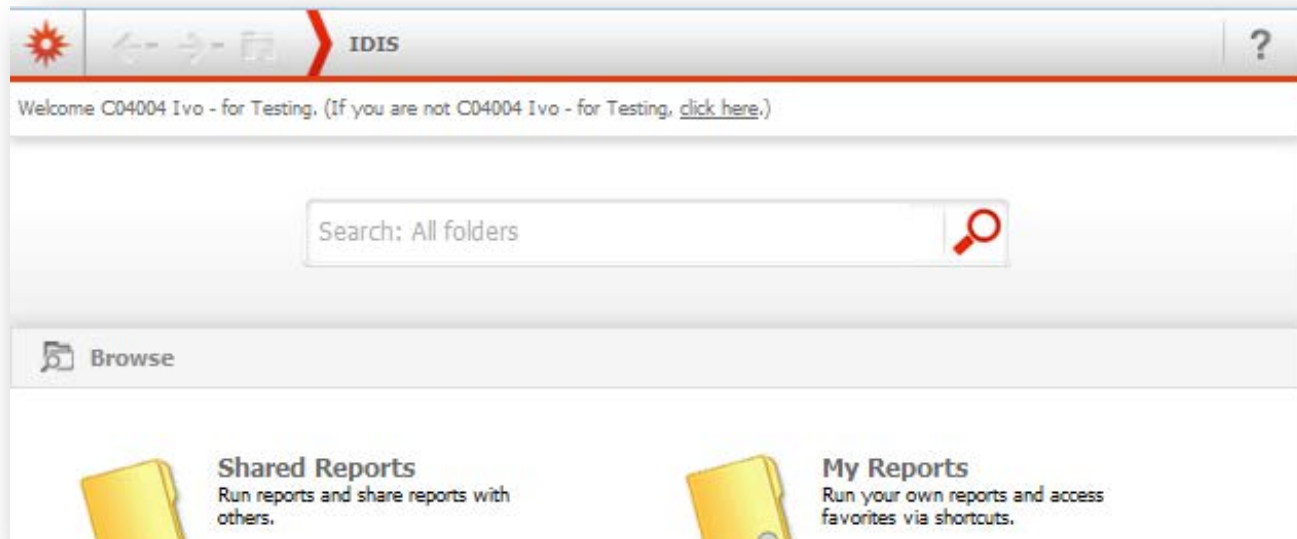 IDIS
?
Welcome C04004 Ivo - for Testing. (If you are not C04004 Ivo - for Testing, click here.)
Search: All folders
Browse
Shared Reports
Run reports and share reports with
others.
My Reports
Run your own reports and access
favorites via shortcuts.